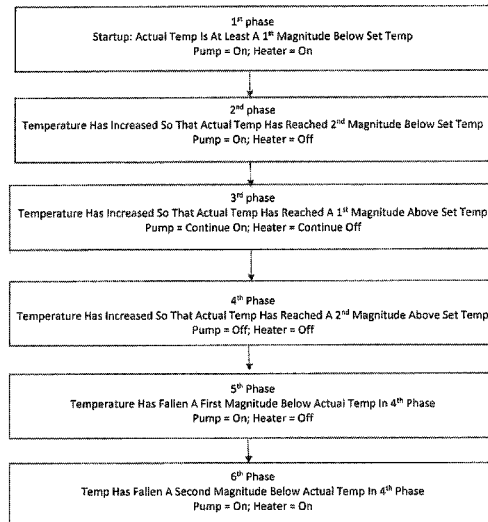 1st phase
Startup: Actual Temp Is At Least A 1st Magnitude Below Set Temp
Pump = On; Heater = On
2nd phase
Temperature Has Increased So That Actual Temp Has Reached 2nd Magnitude Below Set Temp
Pump = On; Heater = Off
3rd phase
Temperature Has Increased So That Actual Temp Has Reached A 1st Magnitude Above Set Temp
Pump = Continue On; Heater = Continue Off
4th Phase
Temperature Has Increased So That Actual Temp Has Reached A 2nd Magnitude Above Set Temp
Pump = Off; Heater = Off
5th Phase
Temperature Has Fallen A First Magnitude Below Actual Temp In 4th Phase
Pump = On; Heater = Off
6th Phase
Temp Has Fallen A Second Magnitude Below Actual Temp In 4th Phase
Pump = On; Heater = On